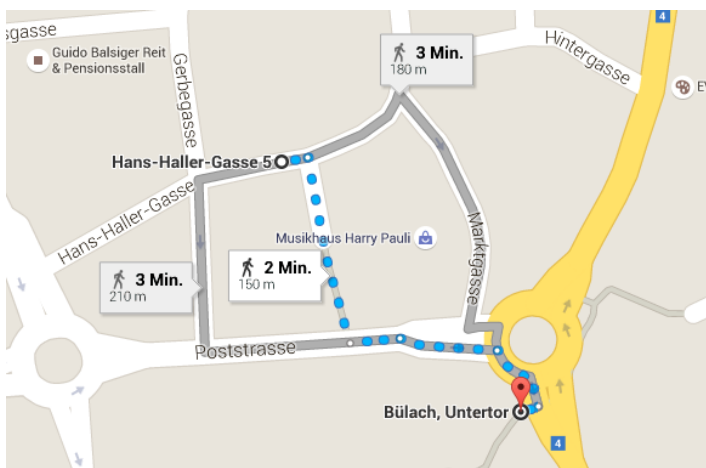 sgasse
4
Guido Balsiger Reit
& Pensionsstall
Gerbegasse
3 Min.
180 m
Hintergasse
EV
Hans-Haller-Gasse 5
Hans-Haller-Gasse
Musikhaus Harry Pauli
Marktgasse
3 Min.
210 m
2 Min.
150 m
Poststrasse
Bülach, Untertor
4